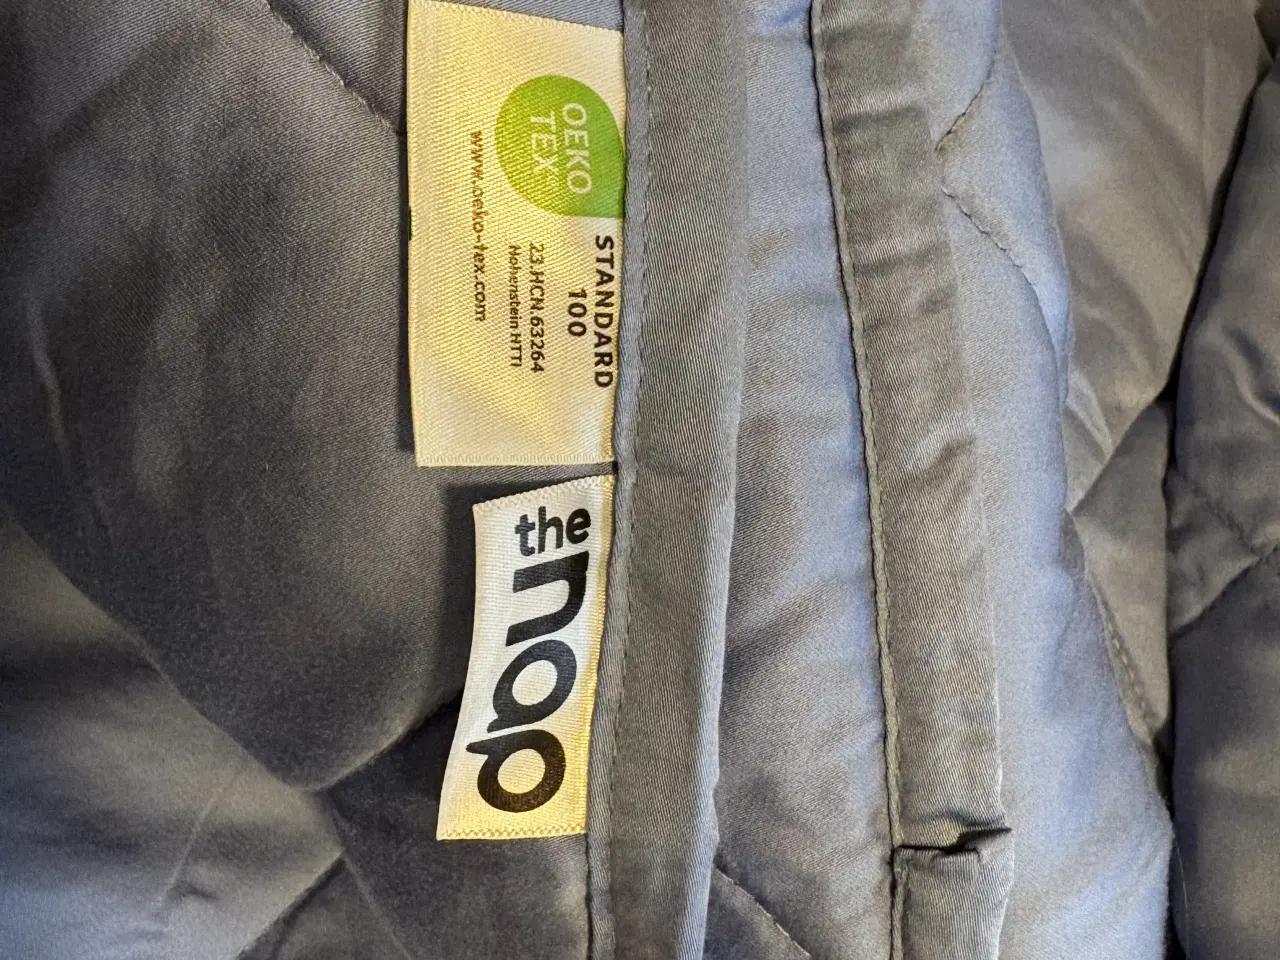 OEKO
TEX®
STANDARD
100
23.HCN.63264
Hohenstein HTTI
www.oeko-tex.com
the
nap